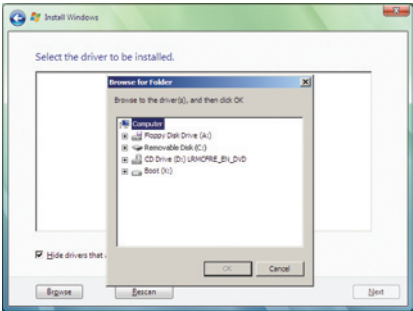 Install Windows
Select the driver to be installed.
Browse for Folder
Browse to the driver(s), and then click OK
Computer
Floppy Disk Drive (A:)
Removable Disk (C:)
CD Drive (D:) LRMCFRE_EN_DVD
Boot (X:)
Hide drivers that
OK
Cancel
Browse
Rescan
Next